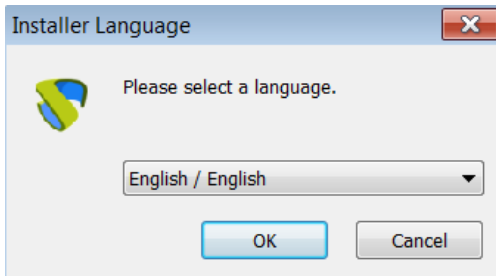 Installer Language
Please select a language.
English / English
OK
Cancel